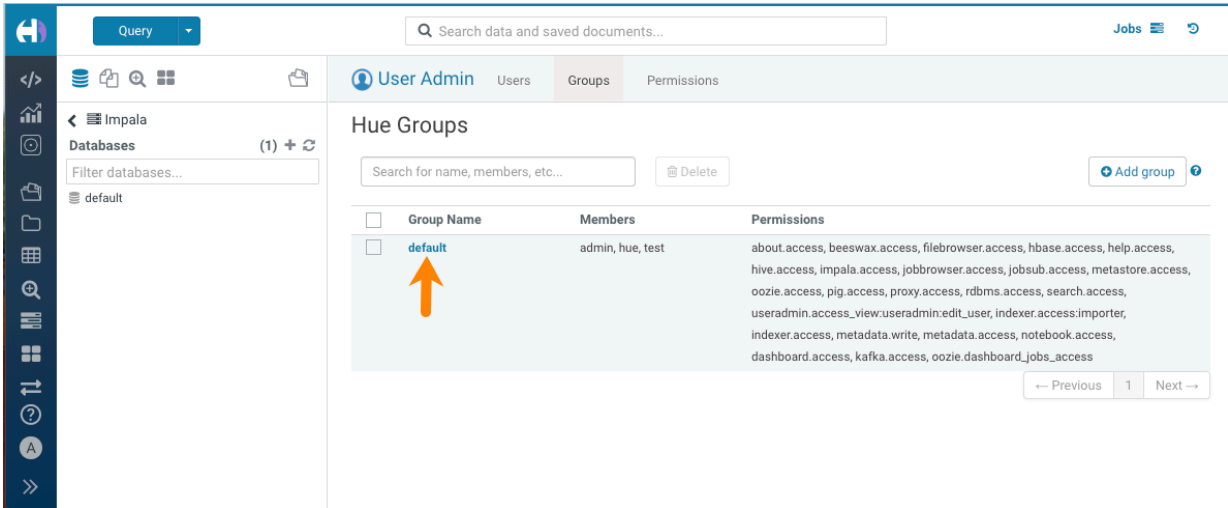 Query
Search data and saved documents...
Jobs
Impala
Databases (1)
Filter databases...
default
User Admin Users Groups Permissions
Hue Groups
Search for name, members, etc...
Delete
Add group
Group Name Members Permissions
default admin, hue, test about.access, beeswax.access, filebrowser.access, hbase.access, help.access,
hive.access, impala.access, jobbrowser.access, jobsub.access, metastore.access,
oozie.access, pig.access, proxy.access, rdbms.access, search.access,
useradmin.access_view:useradmin:edit_user, indexer.access:importer,
indexer.access, metadata.write, metadata.access, notebook.access,
dashboard.access, kafka.access, oozie.dashboard_jobs_access
← Previous 1 Next →
A